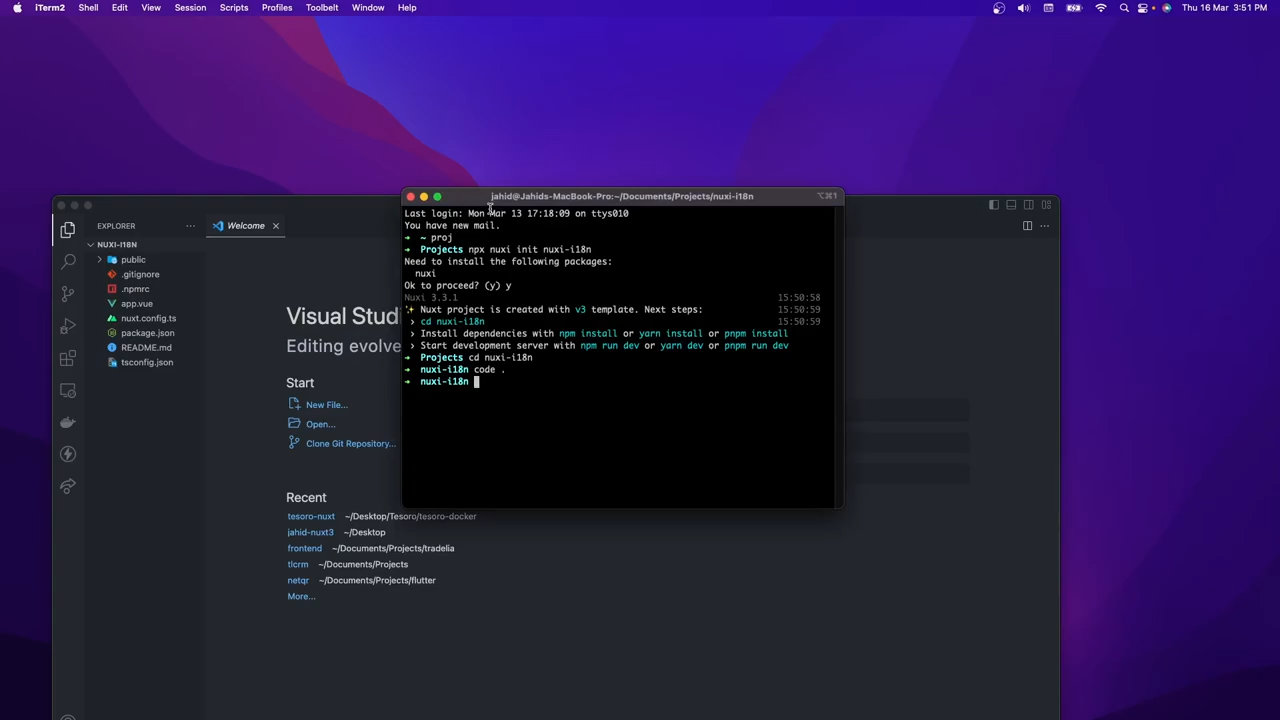 iTerm2 Shell Edit View Session Scripts Profiles Toolbelt Window Help Thu 16 Mar 3:51 PM
jahid@Jahids-MacBook-Pro:~/Documents/Projects/nuxi-i18n ⌥⌘1
Last login: Mon Mar 13 17:18:09 on ttys010
You have new mail.
➜ ~ proj
➜ Projects npx nuxi init nuxi-i18n
Need to install the following packages:
nuxi
Ok to proceed? (y) y
Nuxi 3.3.1 15:50:58
✨ Nuxt project is created with v3 template. Next steps: 15:50:59
› cd nuxi-i18n 15:50:59
› Install dependencies with npm install or yarn install or pnpm install
› Start development server with npm run dev or yarn dev or pnpm run dev
➜ Projects cd nuxi-i18n
➜ nuxi-i18n code .
➜ nuxi-i18n
EXPLORER ···
Welcome
NUXI-I18N
public
.gitignore
.npmrc
app.vue
nuxt.config.ts
package.json
README.md
tsconfig.json
Visual Studi
Editing evolve
Start
New File...
Open...
Clone Git Repository...
Recent
tesoro-nuxt ~/Desktop/Tesoro/tesoro-docker
jahid-nuxt3 ~/Desktop
frontend ~/Documents/Projects/tradelia
tlcrm ~/Documents/Projects
netqr ~/Documents/Projects/flutter
More...